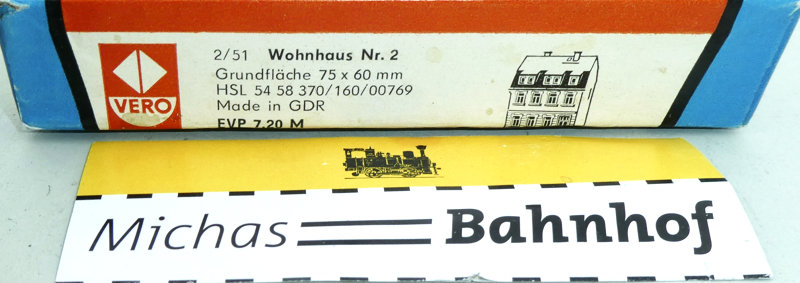 VERO
2/51 Wohnhaus Nr. 2
Grundfläche 75 x 60 mm
HSL 54 58 370/160/00769
Made in GDR
EVP 7,20 M
Michas Bahnhof